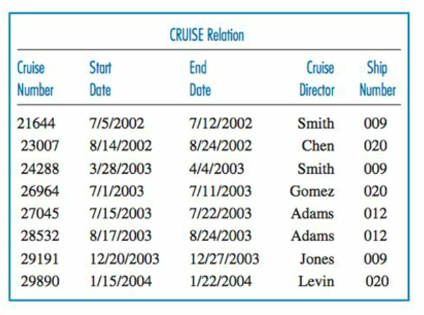 CRUISE Relation
Cruise Start End Cruise Ship
Number Date Date Director Number
21644 7/5/2002 7/12/2002 Smith 009
23007 8/14/2002 8/24/2002 Chen 020
24288 3/28/2003 4/4/2003 Smith 009
26964 7/1/2003 7/11/2003 Gomez 020
27045 7/15/2003 7/22/2003 Adams 012
28532 8/17/2003 8/24/2003 Adams 012
29191 12/20/2003 12/27/2003 Jones 009
29890 1/15/2004 1/22/2004 Levin 020